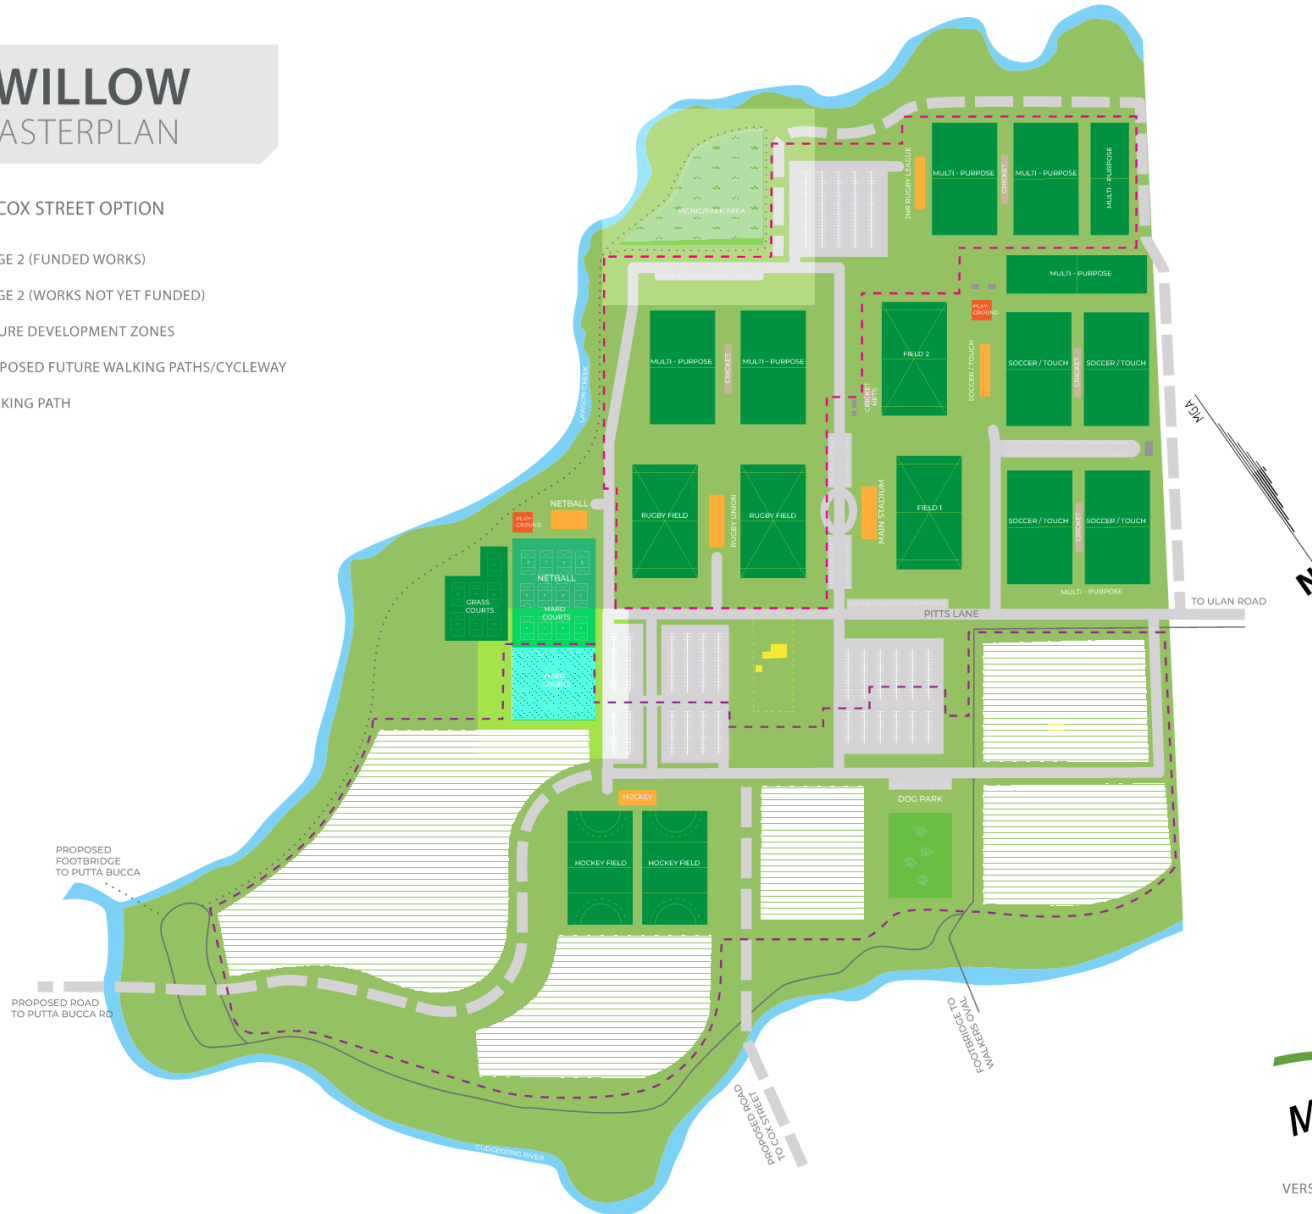 WILLOW
ASTERPLAN
COX STREET OPTION
GE 2 (FUNDED WORKS)
GE 2 (WORKS NOT YET FUNDED)
URE DEVELOPMENT ZONES
POSED FUTURE WALKING PATHS/CYCLEWAY
KING PATH
PICNIC/PARK AREA
JNR RUGBY LEAGUE
MULTI - PURPOSE
CRICKET
MULTI - PURPOSE
MULTI - PURPOSE
MULTI - PURPOSE
PLAY-
GROUND
LAWSON CREEK
MULTI - PURPOSE
CRICKET
MULTI - PURPOSE
CRICKET
NETS
FIELD 2
SOCCER / TOUCH
SOCCER / TOUCH
CRICKET
SOCCER / TOUCH
MGA
N
NETBALL
PLAY-
GROUND
RUGBY FIELD
RUGBY UNION
RUGBY FIELD
MAIN STADIUM
FIELD 1
SOCCER / TOUCH
CRICKET
SOCCER / TOUCH
MULTI - PURPOSE
NETBALL
HARD
COURTS
GRASS
COURTS
HARD
COURTS
PITTS LANE
TO ULAN ROAD
HOCKEY
DOG PARK
HOCKEY FIELD
HOCKEY FIELD
PROPOSED
FOOTBRIDGE
TO PUTTA BUCCA
PROPOSED ROAD
TO PUTTA BUCCA RD
FOOTBRIDGE TO
WALKERS OVAL
PROPOSED ROAD
TO COX STREET
CUDGEGONG RIVER
M
VERS